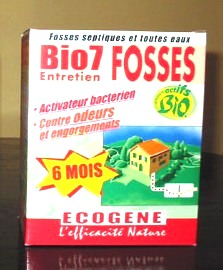 Fosses septiques et toutes eaux
Bio7 FOSSES
Entretien
• Activateur bacterien
• Contre odeurs
et engorgements
actifs
BIO
6 MOIS
ECOGENE
L'efficacité Nature